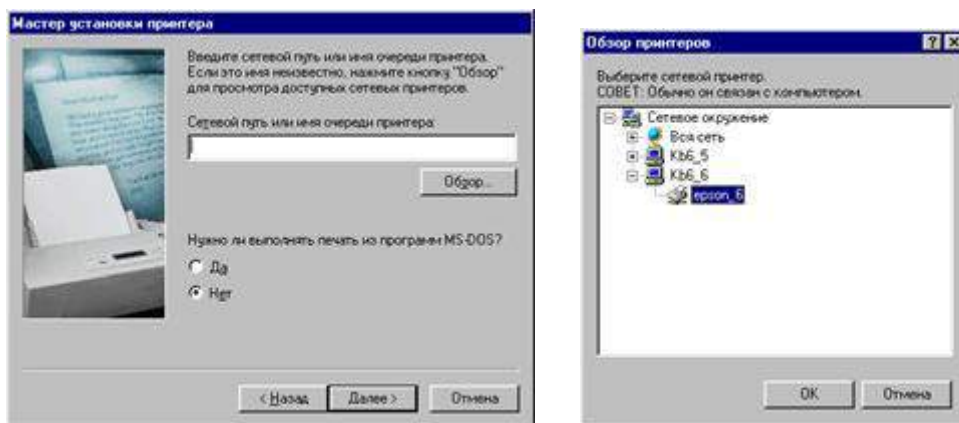 Мастер установки принтера
Введите сетевой путь или имя очереди принтера.
Если это имя неизвестно, нажмите кнопку "Обзор"
для просмотра доступных сетевых принтеров.
Сетевой путь или имя очереди принтера:
Обзор...
Нужно ли выполнять печать из программ MS-DOS?
Да
Нет
< Назад
Далее >
Отмена
Обзор принтеров
Выберите сетевой принтер.
СОВЕТ: Обычно он связан с компьютером.
Сетевое окружение
Вся сеть
Kb6_5
Kb6_6
epson_6
OK
Отмена